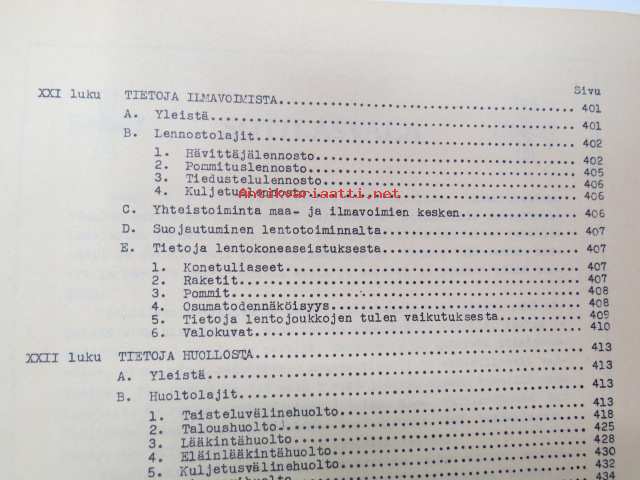 Sivu
XXI luku TIETOJA ILMAVOIMISTA 401
A. Yleistä 401
B. Lennostolajit 402
1. Hävittäjälennosto 402
2. Pommituslennosto 405
3. Tiedustelulennosto 406
4. Kuljetuslennosto 406
Antikvariaatti.net
C. Yhteistoiminta maa- ja ilmavoimien kesken 406
D. Suojautuminen lentotoiminnalta 407
E. Tietoja lentokoneaseistuksesta 407
1. Konetuliaseet 407
2. Raketit 407
3. Pommit 408
4. Osumatodennäköisyys 408
5. Tietoja lentojoukkojen tulen vaikutuksesta 409
6. Valokuvat 410
XXII luku TIETOJA HUOLLOSTA 413
A. Yleistä 413
B. Huoltolajit 413
1. Taisteluvälinehuolto 418
2. Taloushuolto 425
3. Lääkintähuolto 428
4. Eläinlääkintähuolto 430
5. Kuljetusvälinehuolto 432
434